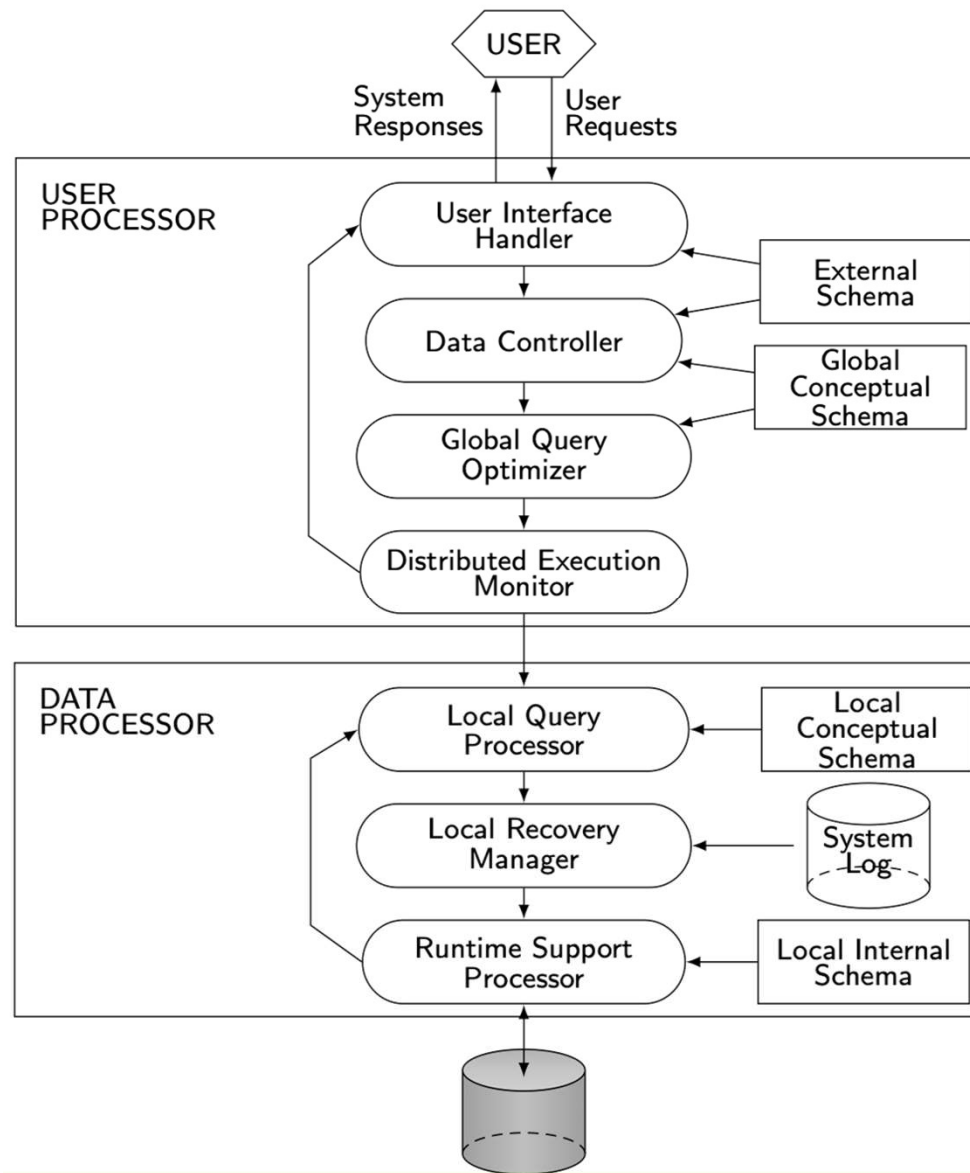 USER
System
Responses
User
Requests
USER
PROCESSOR
User Interface
Handler
External
Schema
Data Controller
Global
Conceptual
Schema
Global Query
Optimizer
Distributed Execution
Monitor
DATA
PROCESSOR
Local Query
Processor
Local
Conceptual
Schema
Local Recovery
Manager
System
Log
Runtime Support
Processor
Local Internal
Schema